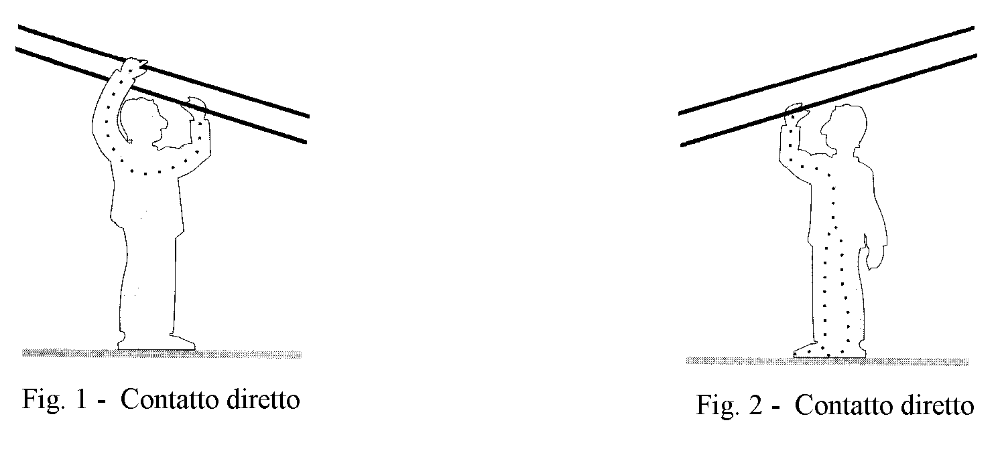 Fig. 1 - Contatto diretto
Fig. 2 - Contatto diretto